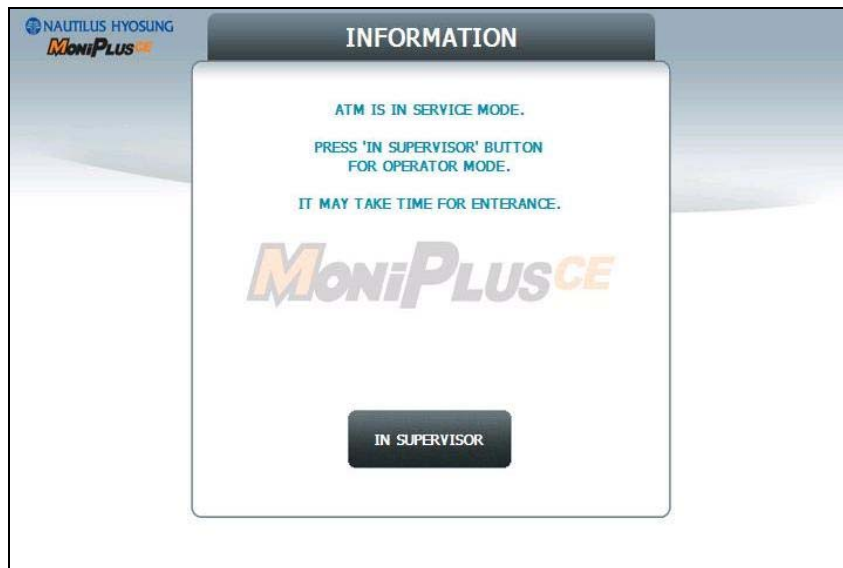 NAUTILUS HYOSUNG
MONiPLUS CE
INFORMATION
ATM IS IN SERVICE MODE.
PRESS 'IN SUPERVISOR' BUTTON
FOR OPERATOR MODE.
IT MAY TAKE TIME FOR ENTERANCE.
MONiPLUS CE
IN SUPERVISOR